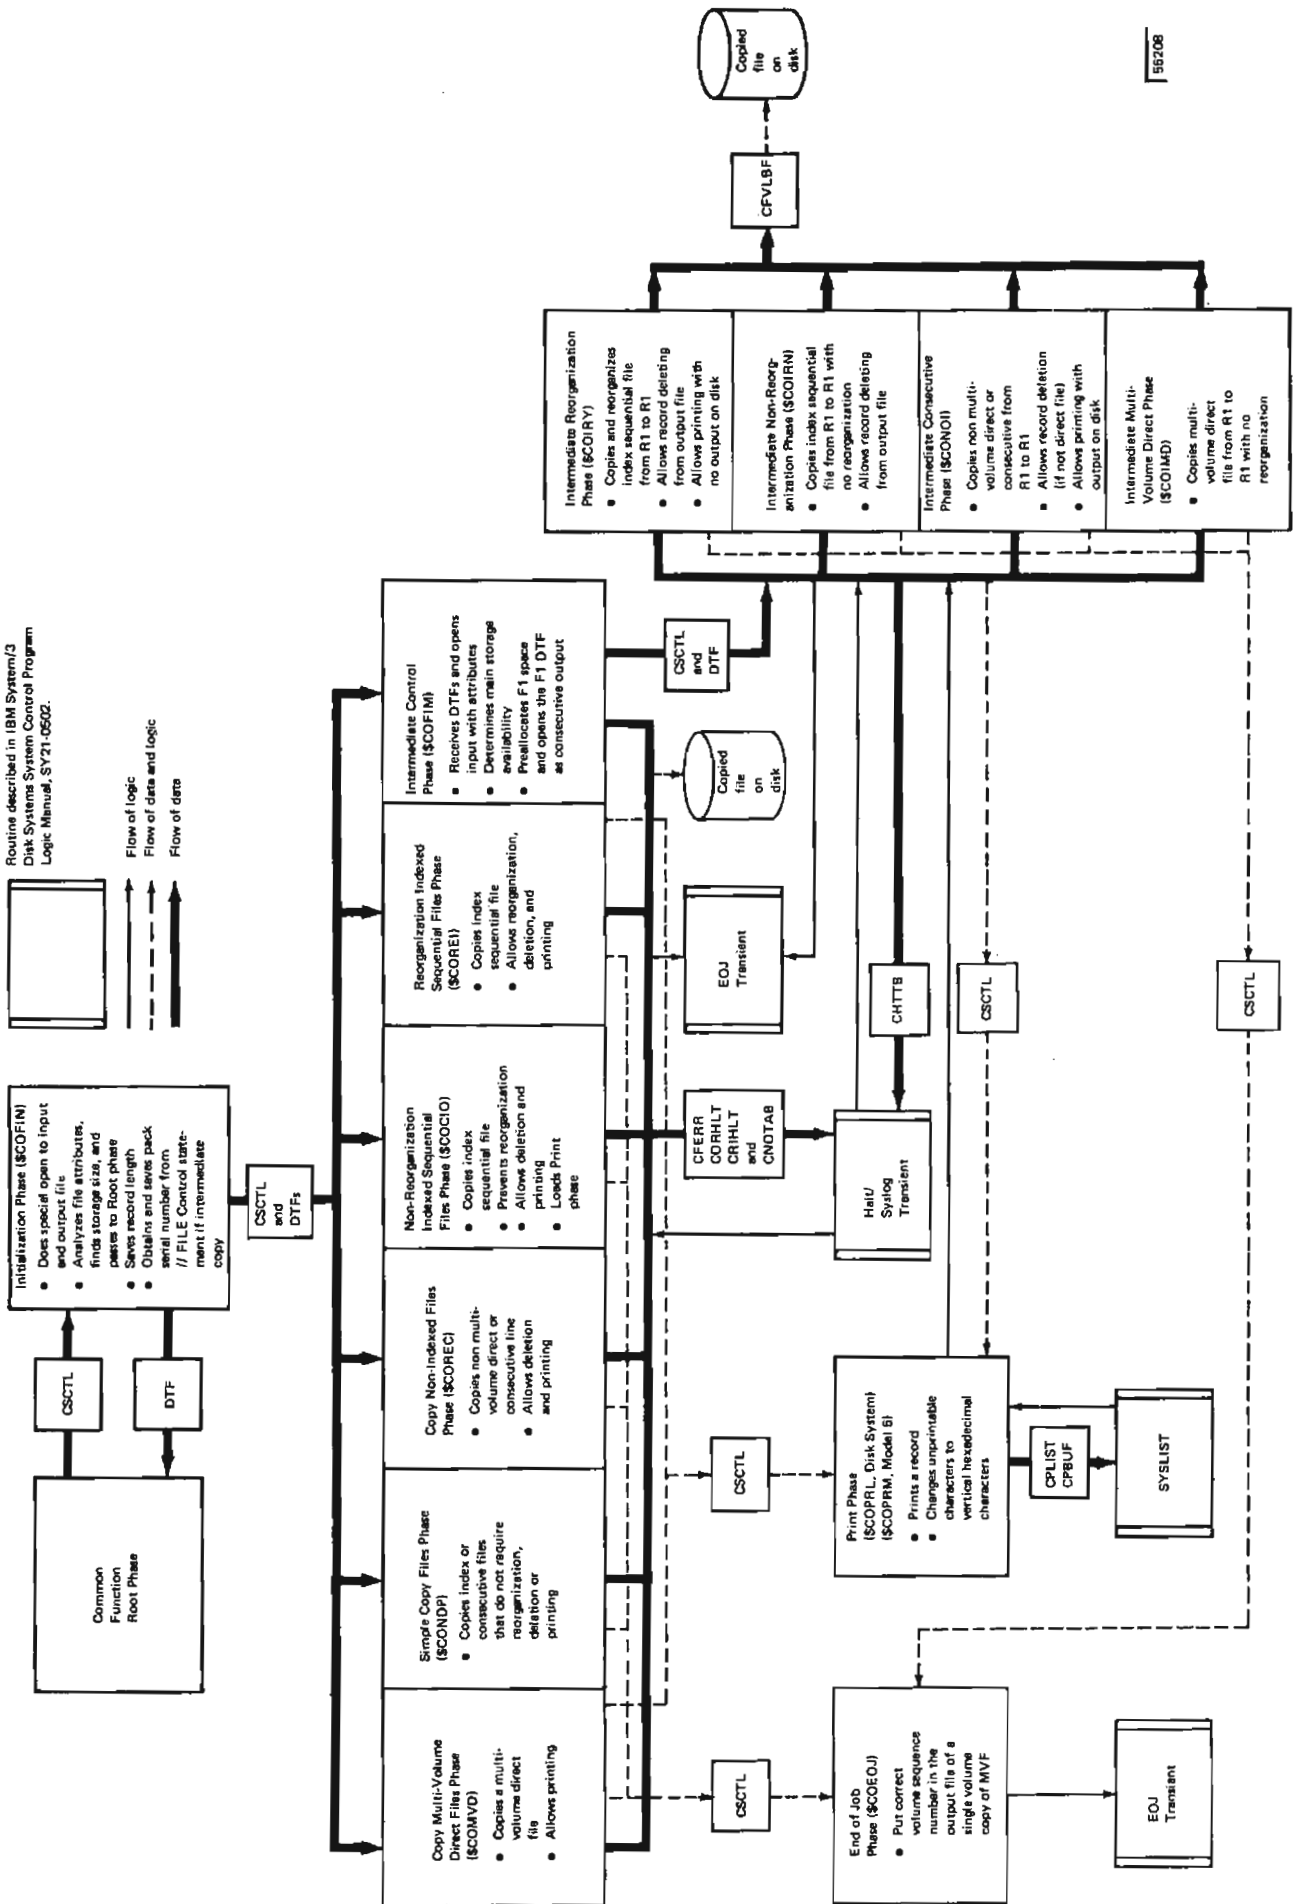 Routine described in IBM System/3
Disk Systems System Control Program
Logic Manual, SY21-0502.
Flow of logic
Flow of data and logic
Flow of data
Common
Function
Root Phase
CSCTL
DTF
Initialization Phase ($COFIN)
• Does special open to input
and output file
• Analyzes file attributes,
finds storage size, and
passes to Root phase
• Saves record length
• Obtains and saves pack
serial number from
// FILE Control state-
ment if intermediate
copy
CSCTL
and
DTFs
Copy Multi-Volume
Direct Files Phase
($COMVD)
• Copies a multi-
volume direct
file
• Allows printing
Simple Copy Files Phase
($CONDP)
• Copies index or
consecutive files
that do not require
reorganization,
deletion or
printing
Copy Non-Indexed Files
Phase ($COREC)
• Copies non multi-
volume direct or
consecutive line
• Allows deletion
and printing
Non-Reorganization
Indexed Sequential
Files Phase ($COCIO)
• Copies index
sequential file
• Prevents reorganization
• Allows deletion and
printing
• Loads Print
phase
Reorganization Indexed
Sequential Files Phase
($COREI)
• Copies index
sequential file
• Allows reorganization,
deletion, and
printing
Intermediate Control
Phase ($COFIM)
• Receives DTFs and opens
input with attributes
• Determines main storage
availability
• Preallocates F1 space
and opens the F1 DTF
as consecutive output
CSCTL
and
DTF
CSCTL
CSCTL
CFERR
CORHLT
CRIHLT
and
CNOTAB
EOJ
Transient
Copied
file
on
disk
End of Job
Phase ($COEOJ)
• Put correct
volume sequence
number in the
output file of a
single volume
copy of MVF
Print Phase
($COPRL, Disk System)
($COPRM, Model 6)
• Prints a record
• Changes unprintable
characters to
vertical hexadecimal
characters
Halt/
Syslog
Transient
CHTTB
CSCTL
CPLIST
CPBUF
EOJ
Transient
SYSLIST
CSCTL
Intermediate Reorganization
Phase ($COIRY)
• Copies and reorganizes
index sequential file
from R1 to R1
• Allows record deleting
from output file
• Allows printing with
no output on disk
Intermediate Non-Reorg-
anization Phase ($COIRN)
• Copies index sequential
file from R1 to R1 with
no reorganization
• Allows record deleting
from output file
Intermediate Consecutive
Phase ($CONOI)
• Copies non multi-
volume direct or
consecutive from
R1 to R1
• Allows record deletion
(if not direct file)
• Allows printing with
output on disk
Intermediate Multi-
Volume Direct Phase
($COIMD)
• Copies multi-
volume direct
file from R1 to
R1 with no
reorganization
CFVLBF
Copied
file
on
disk
56208